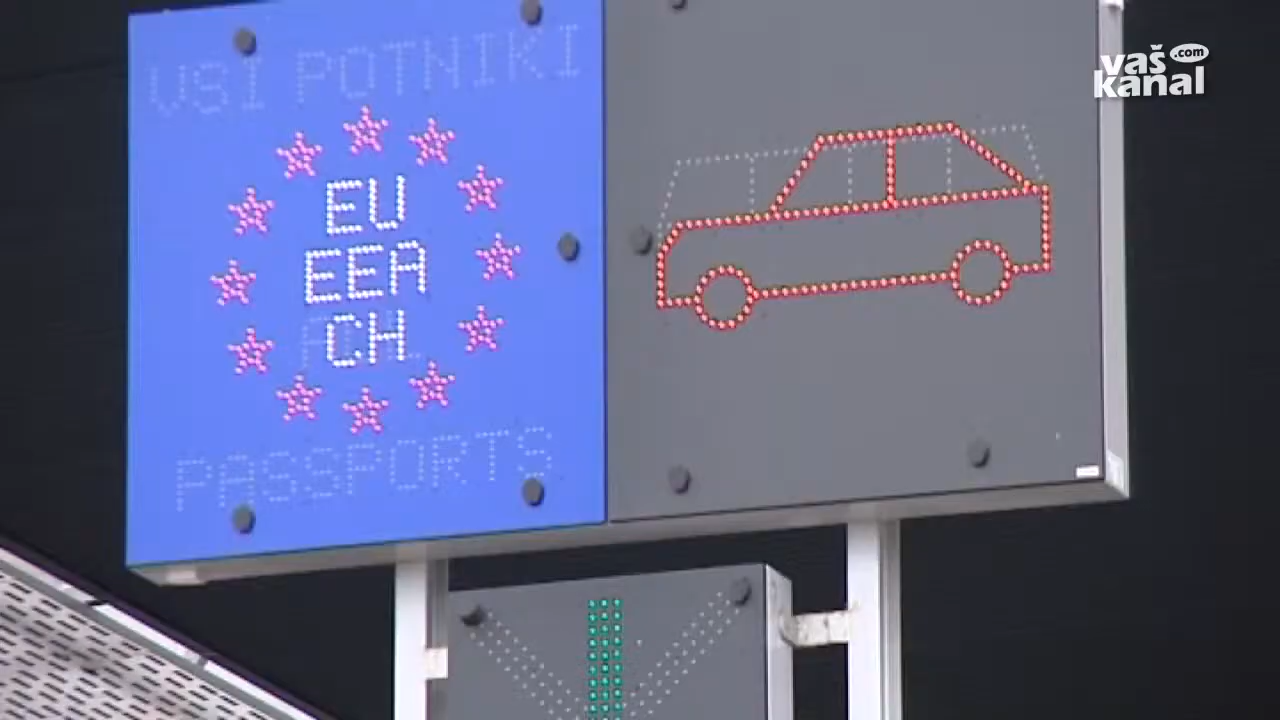 VSI POTNIKI
EU
EEA
CH
PASSPORTS
vaš
.com
kanal